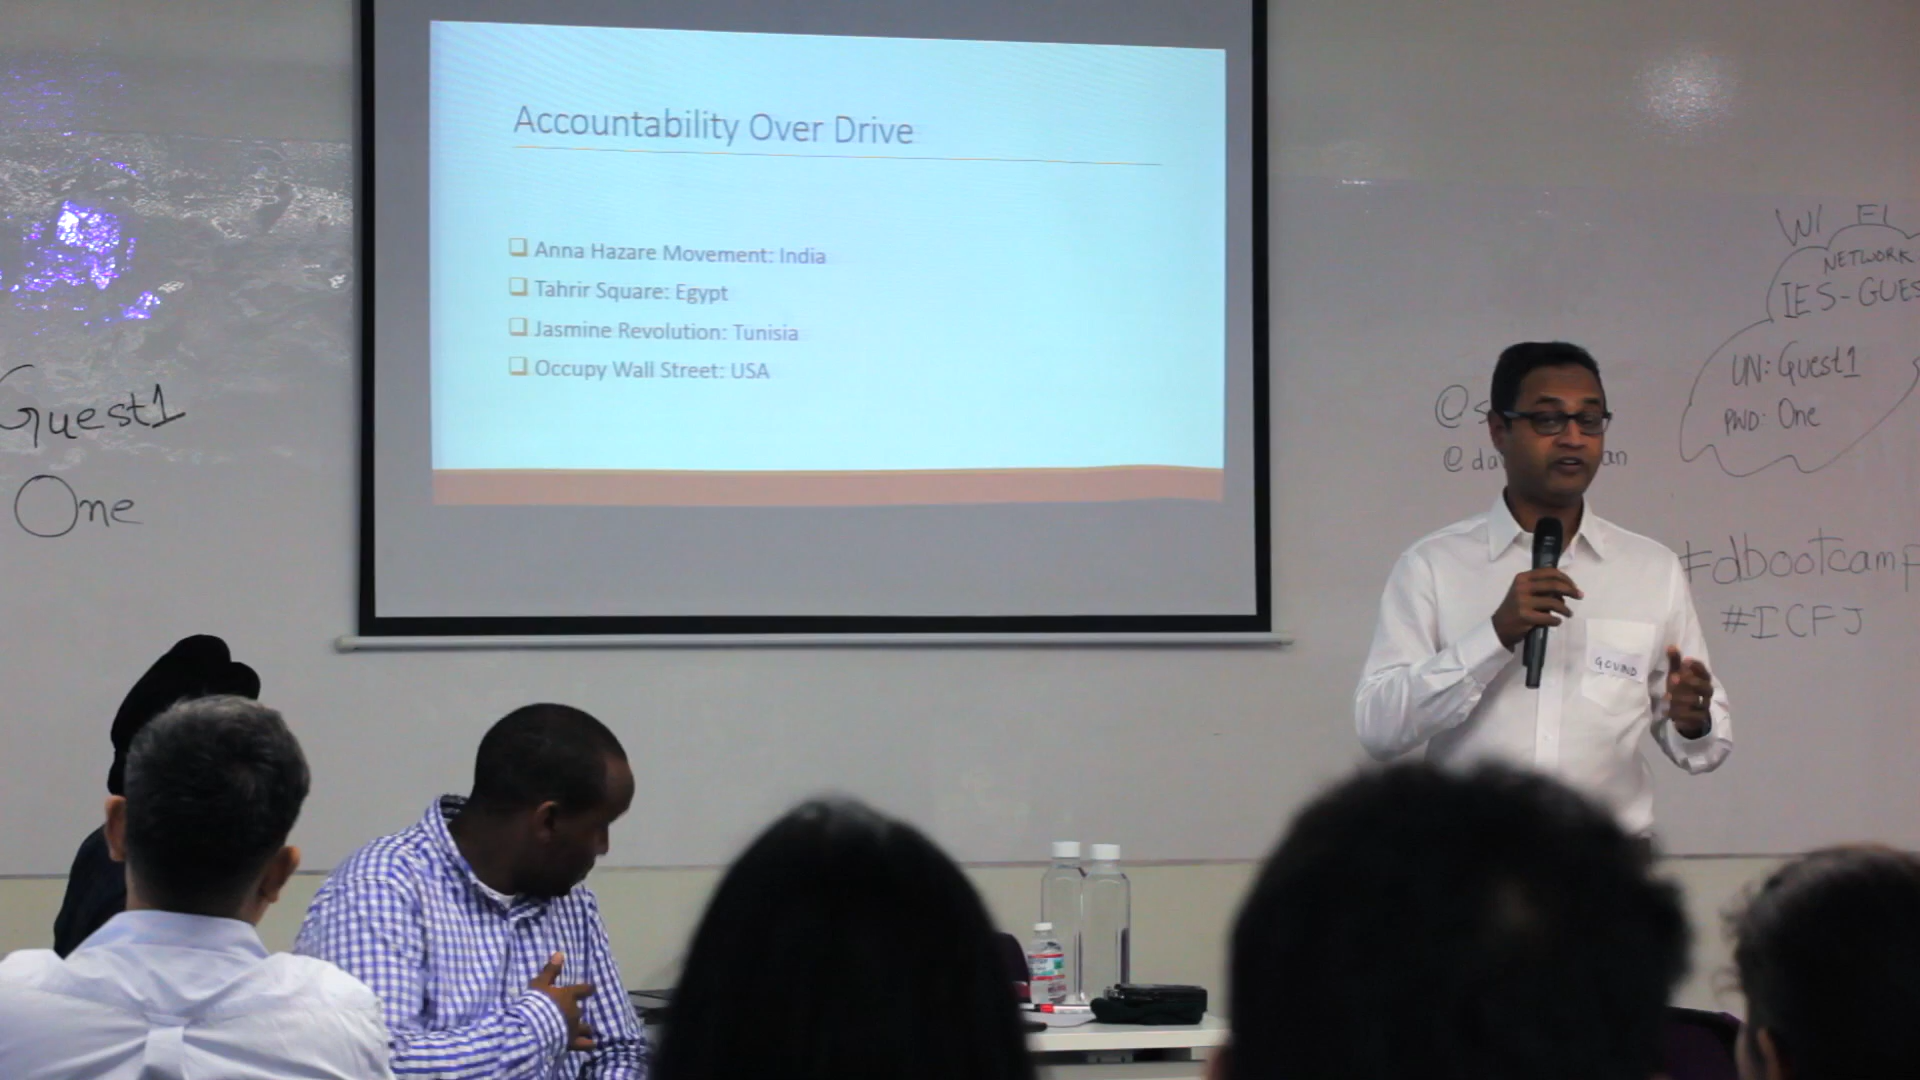 Accountability Over Drive
Anna Hazare Movement: India
Tahrir Square: Egypt
Jasmine Revolution: Tunisia
Occupy Wall Street: USA
Guest1
One
WI FI
NETWORK
IES-GUES
UN: Guest1
PWD: One
#dbootcamp
#ICFJ
GOVIND